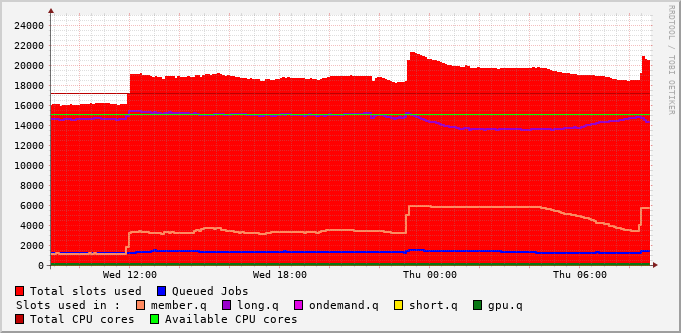 RRDTOOL / TOBI OETIKER
24000
22000
20000
18000
16000
14000
12000
10000
8000
6000
4000
2000
0
Wed 12:00 Wed 18:00 Thu 00:00 Thu 06:00
Total slots used Queued Jobs
Slots used in : member.q long.q ondemand.q short.q gpu.q
Total CPU cores Available CPU cores